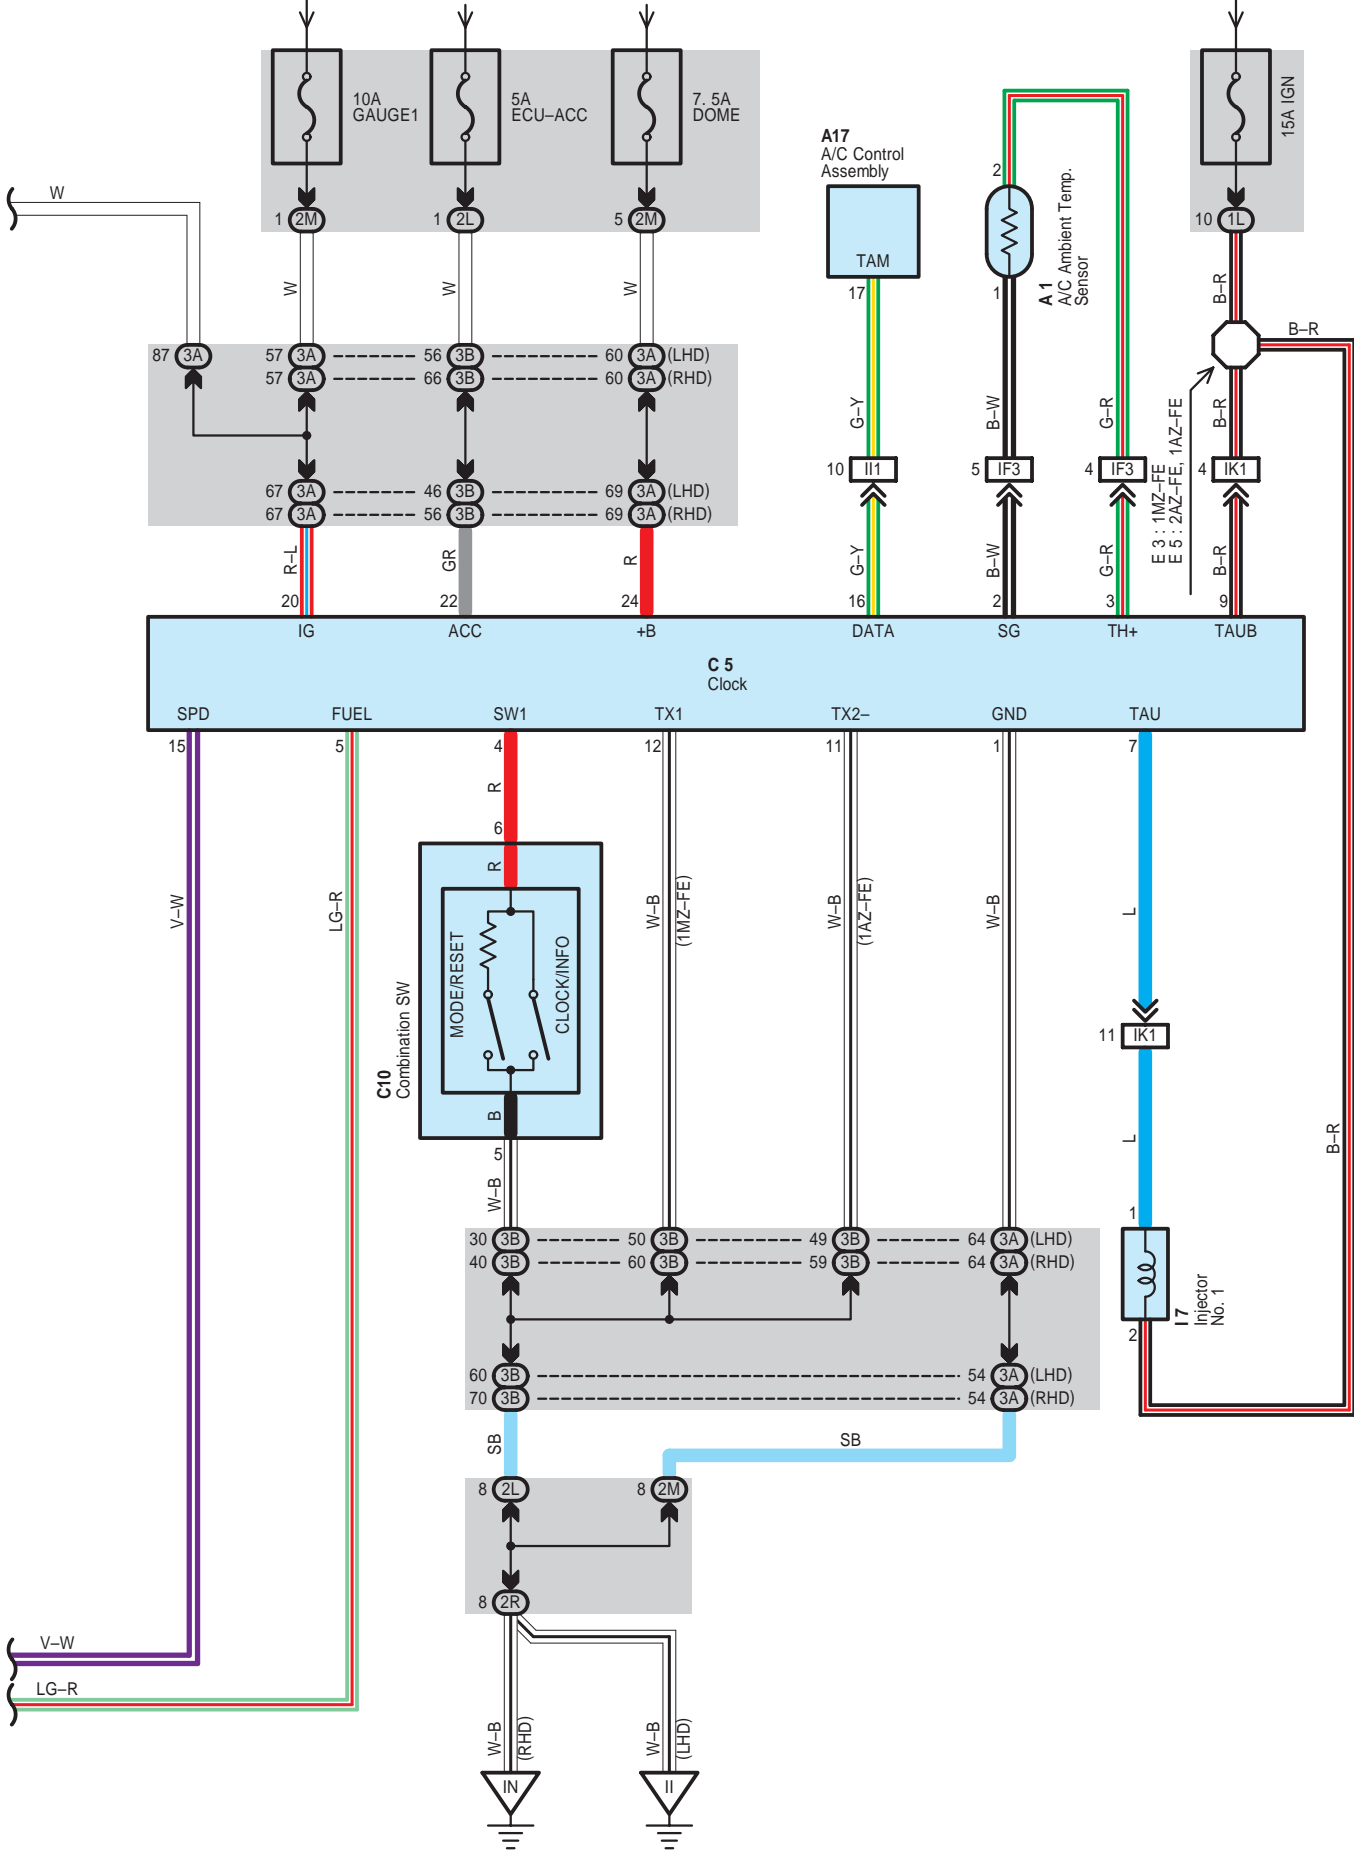 10A
GAUGE1
5A
ECU–ACC
7. 5A
DOME
15A IGN
A17
A/C Control
Assembly
2
W
1 2M
1 2L
5 2M
10 1L
TAM
A 1
A/C Ambient Temp.
Sensor
W
W
W
17
1
B–R
B–R
87 3A
57 3A
56 3B
60 3A (LHD)
57 3A
66 3B
60 3A (RHD)
G–Y
B–W
G–R
B–R
E 3 : 1MZ–FE
E 5 : 2AZ–FE, 1AZ–FE
10 II1
5 IF3
4 IF3
4 IK1
67 3A
46 3B
69 3A (LHD)
67 3A
56 3B
69 3A (RHD)
R–L
GR
R
G–Y
B–W
G–R
B–R
20
22
24
16
2
3
9
IG
ACC
+B
DATA
SG
TH+
TAUB
C 5
Clock
SPD
FUEL
SW1
TX1
TX2–
GND
TAU
15
5
4
12
11
1
7
R
6
R
V–W
LG–R
W–B
(1MZ–FE)
W–B
(1AZ–FE)
W–B
L
MODE/RESET
CLOCK/INFO
C10
Combination SW
11 IK1
B
5
L
B–R
W–B
1
30 3B
50 3B
49 3B
64 3A (LHD)
40 3B
60 3B
59 3B
64 3A (RHD)
I 7
Injector
No. 1
2
60 3B
54 3A (LHD)
70 3B
54 3A (RHD)
SB
SB
8 2L
8 2M
8 2R
V–W
LG–R
W–B
(RHD)
W–B
(LHD)
IN
II